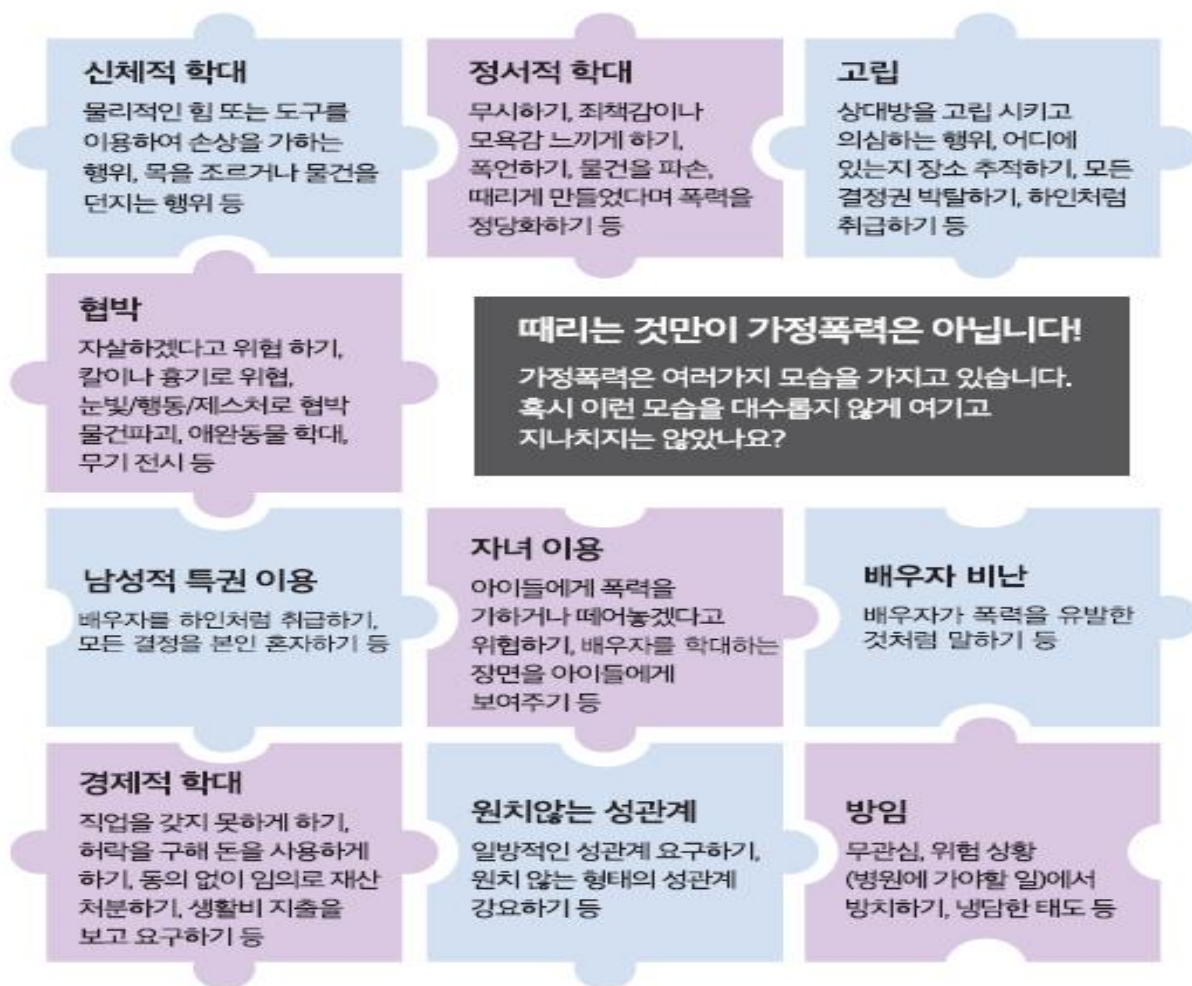 신체적 학대
물리적인 힘 또는 도구를
이용하여 손상을 가하는
행위, 목을 조르거나 물건을
던지는 행위 등
정서적 학대
무시하기, 죄책감이나
모욕감 느끼게 하기,
폭언하기, 물건을 파손,
때리게 만들었다며 폭력을
정당화하기 등
고립
상대방을 고립 시키고
의심하는 행위, 어디에
있는지 장소 추적하기, 모든
결정권 박탈하기, 하인처럼
취급하기 등
협박
자살하겠다고 위협 하기,
칼이나 흉기로 위협,
눈빛/행동/제스처로 협박
물건파괴, 애완동물 학대,
무기 전시 등
때리는 것만이 가정폭력은 아닙니다!
가정폭력은 여러가지 모습을 가지고 있습니다.
혹시 이런 모습을 대수롭지 않게 여기고
지나치지는 않았나요?
남성적 특권 이용
배우자를 하인처럼 취급하기,
모든 결정을 본인 혼자하기 등
자녀 이용
아이들에게 폭력을
가하거나 떼어놓겠다고
위협하기, 배우자를 학대하는
장면을 아이들에게
보여주기 등
배우자 비난
배우자가 폭력을 유발한
것처럼 말하기 등
경제적 학대
직업을 갖지 못하게 하기,
허락을 구해 돈을 사용하게
하기, 동의 없이 임의로 재산
처분하기, 생활비 지출을
보고 요구하기 등
원치않는 성관계
일방적인 성관계 요구하기,
원치 않는 형태의 성관계
강요하기 등
방임
무관심, 위험 상황
(병원에 가야할 일)에서
방치하기, 냉담한 태도 등